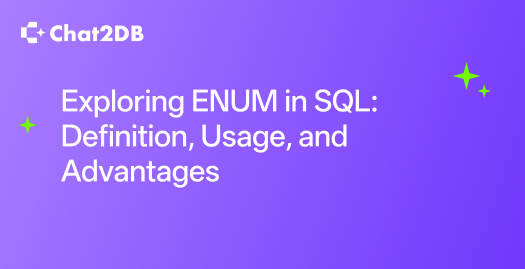 Chat2DB
Exploring ENUM in SQL:
Definition, Usage, and
Advantages